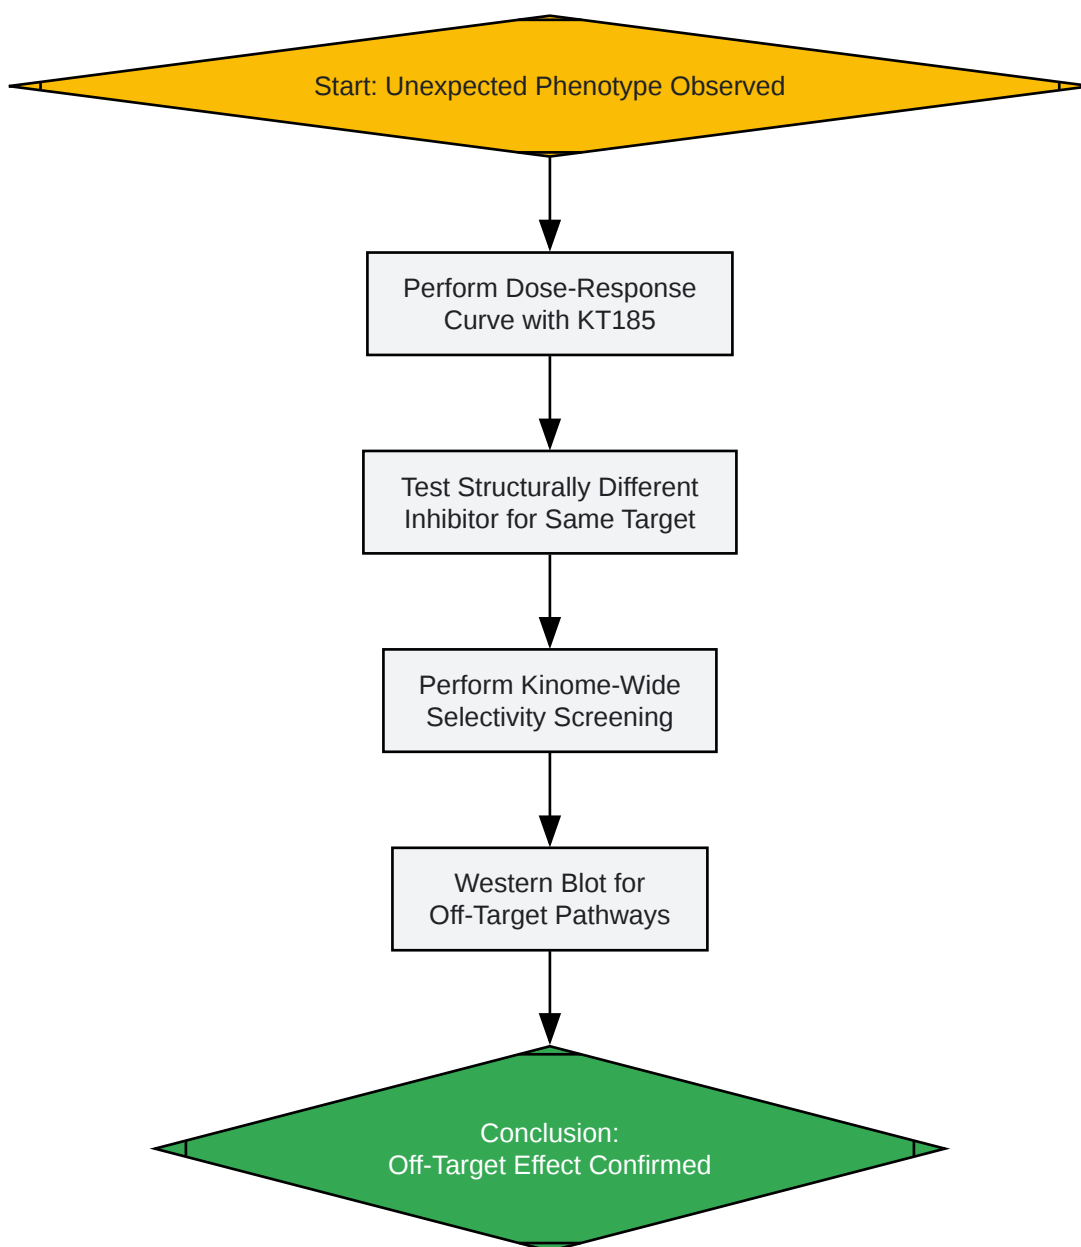 Start: Unexpected Phenotype Observed
Perform Dose-Response
Curve with KT185
Test Structurally Different
Inhibitor for Same Target
Perform Kinome-Wide
Selectivity Screening
Western Blot for
Off-Target Pathways
Conclusion:
Off-Target Effect Confirmed